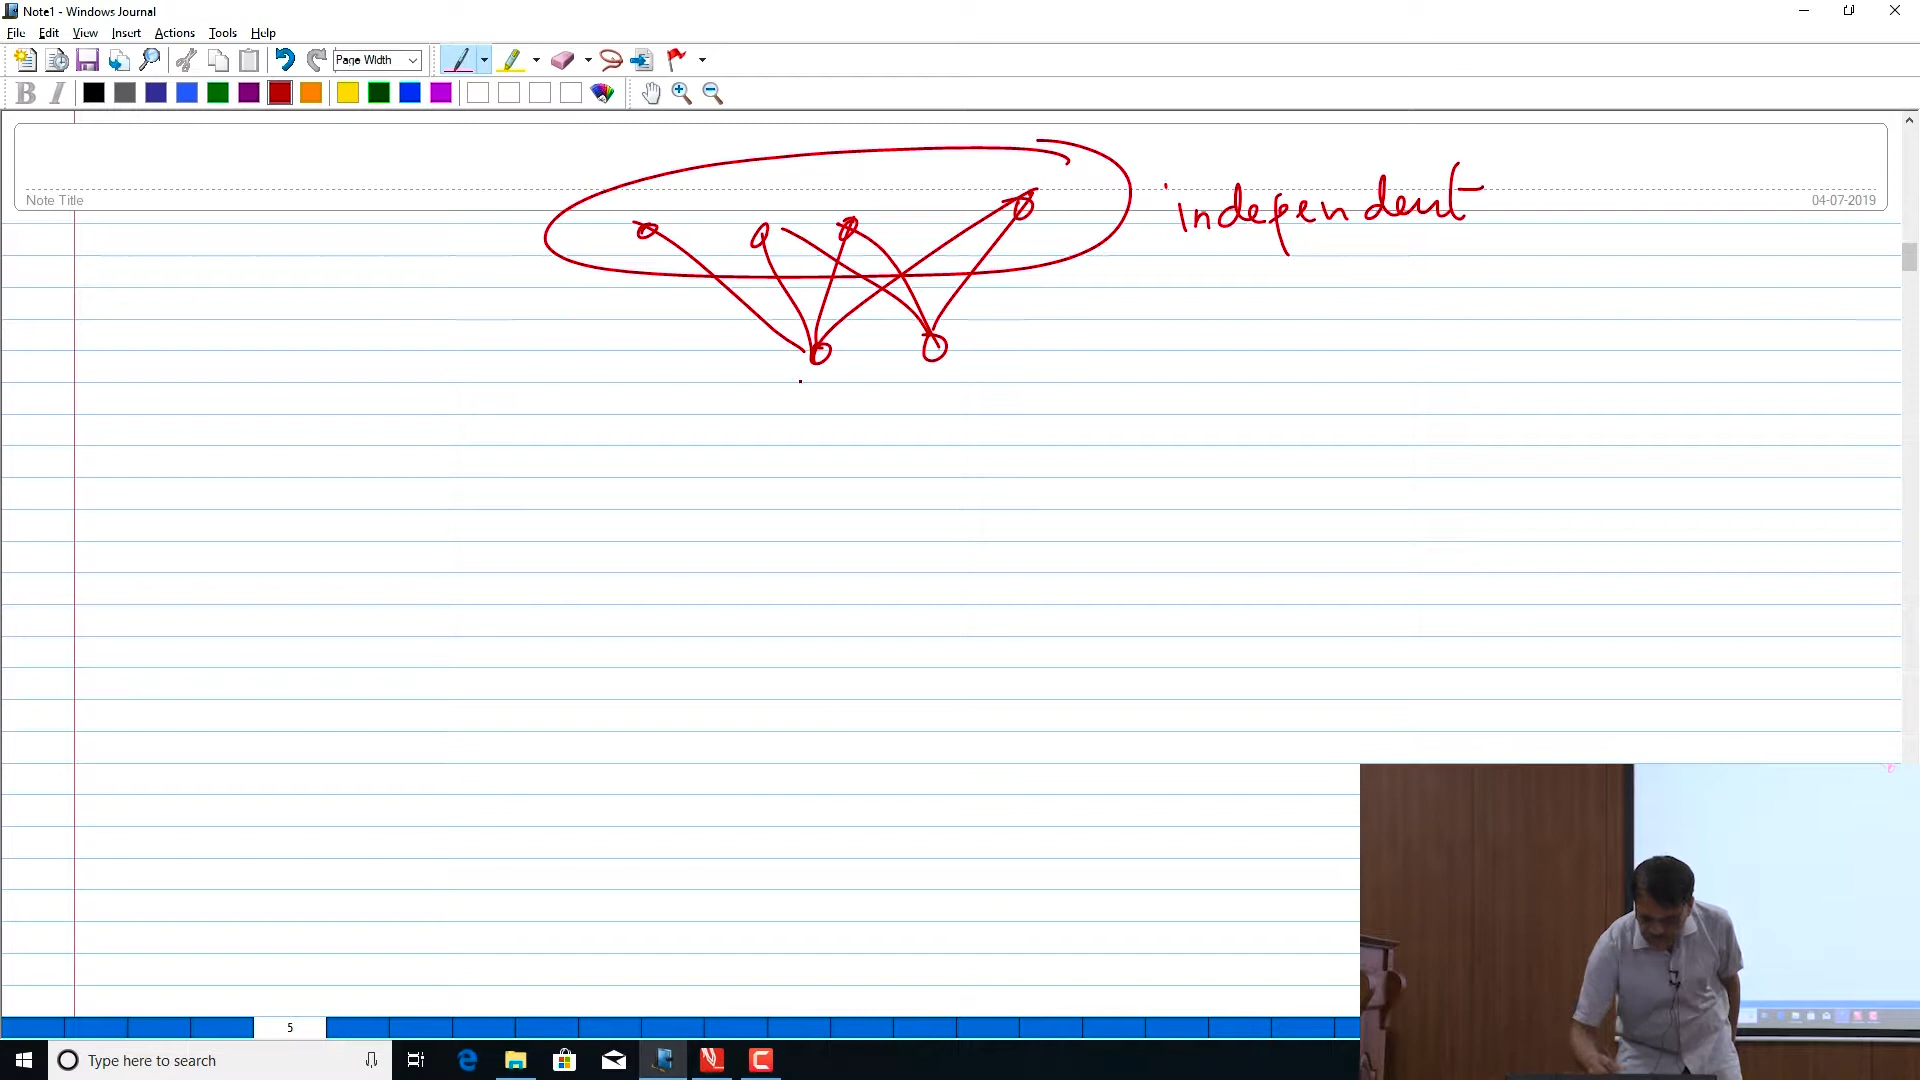 Note1 - Windows Journal
File Edit View Insert Actions Tools Help
Page Width
B I
independent
Note Title
04-07-2019
5
Type here to search